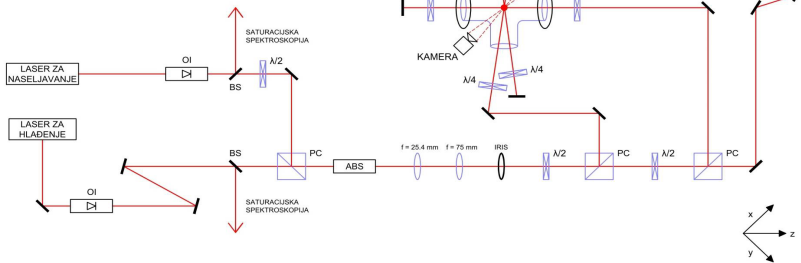 SATURACIJSKA
SPEKTROSKOPIJA
KAMERA
OI
λ/2
LASER ZA
NASELJAVANJE
BS
λ/4
λ/4
LASER ZA
HLAĐENJE
BS
PC
ABS
f = 25.4 mm
f = 75 mm
IRIS
λ/2
PC
λ/2
PC
OI
SATURACIJSKA
SPEKTROSKOPIJA
x
z
y